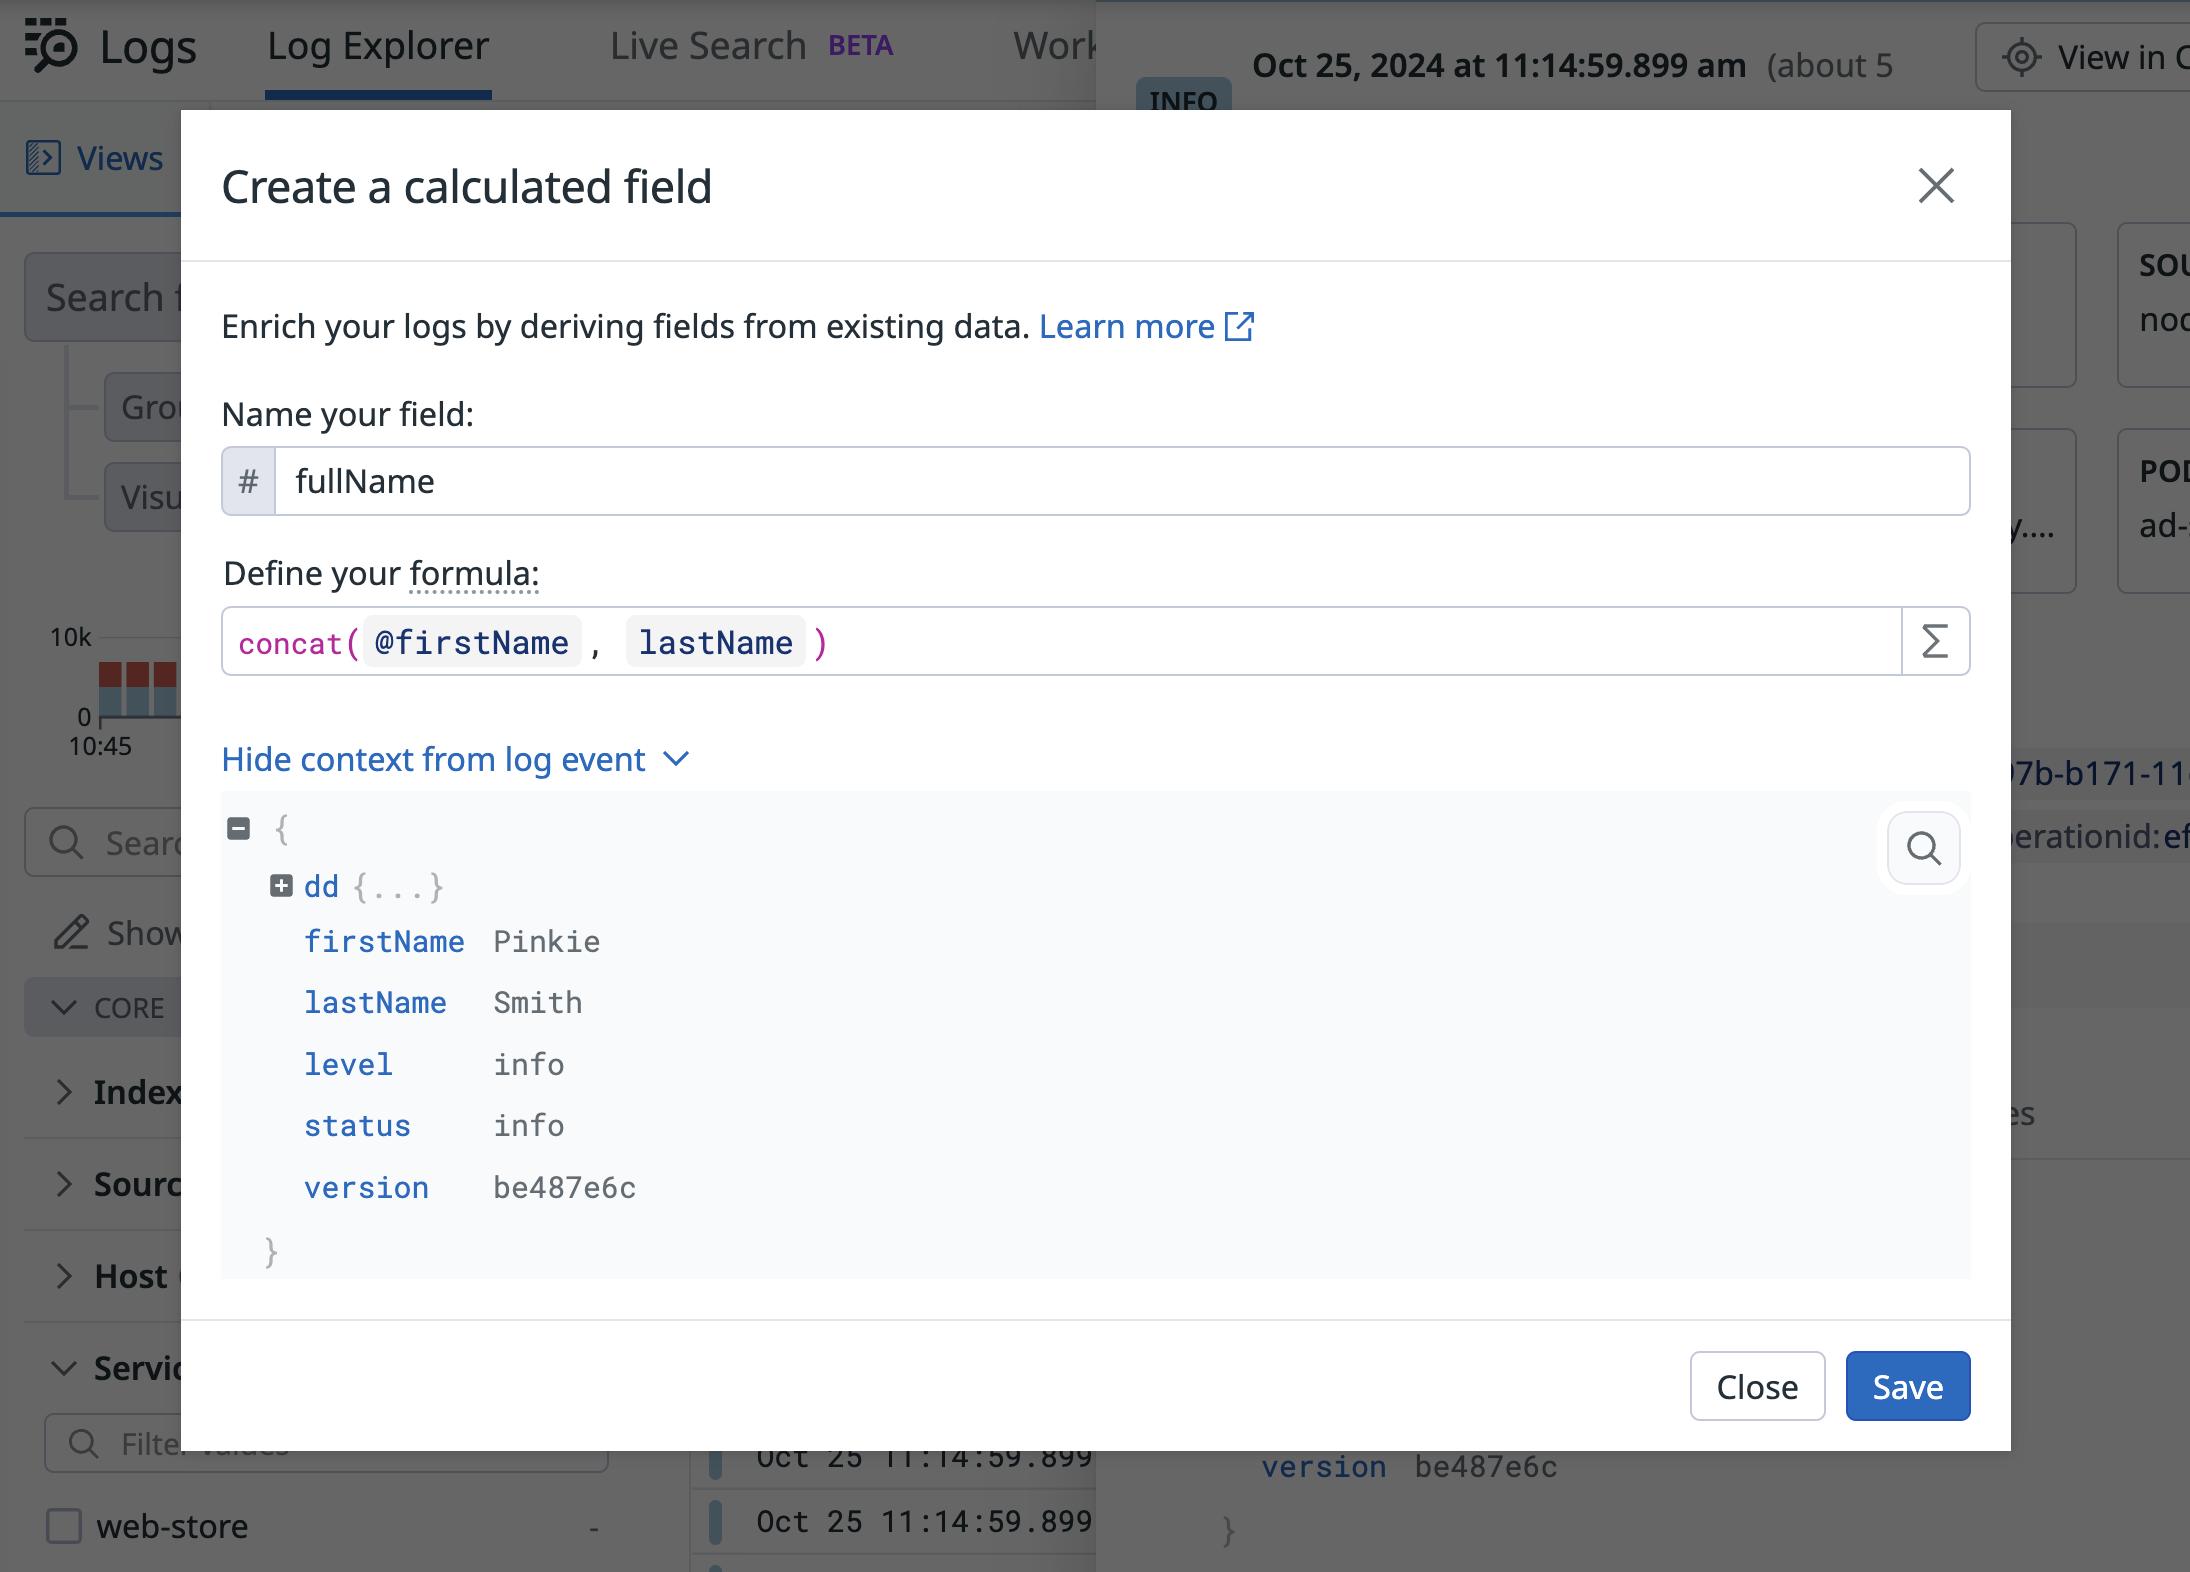 Logs
Log Explorer
Live Search BETA
Work
Oct 25, 2024 at 11:14:59.899 am (about 5
View in C
INFO
Views
Create a calculated field
Search f
Enrich your logs by deriving fields from existing data. Learn more
Name your field:
# fullName
Define your formula:
concat( @firstName , lastName )
Σ
Hide context from log event
{
dd {...}
firstName Pinkie
lastName Smith
level info
status info
version be487e6c
}
Close
Save
Grou
Visu
10k
0
10:45
Searc
Show
CORE
Index
Sourc
Host
Servic
Filter values
web-store -
SOU
nod
y....
POD
ad-
97b-b171-11
perationid:ef
es
Oct 25 11:14:59.899
Oct 25 11:14:59.899
version be487e6c
}